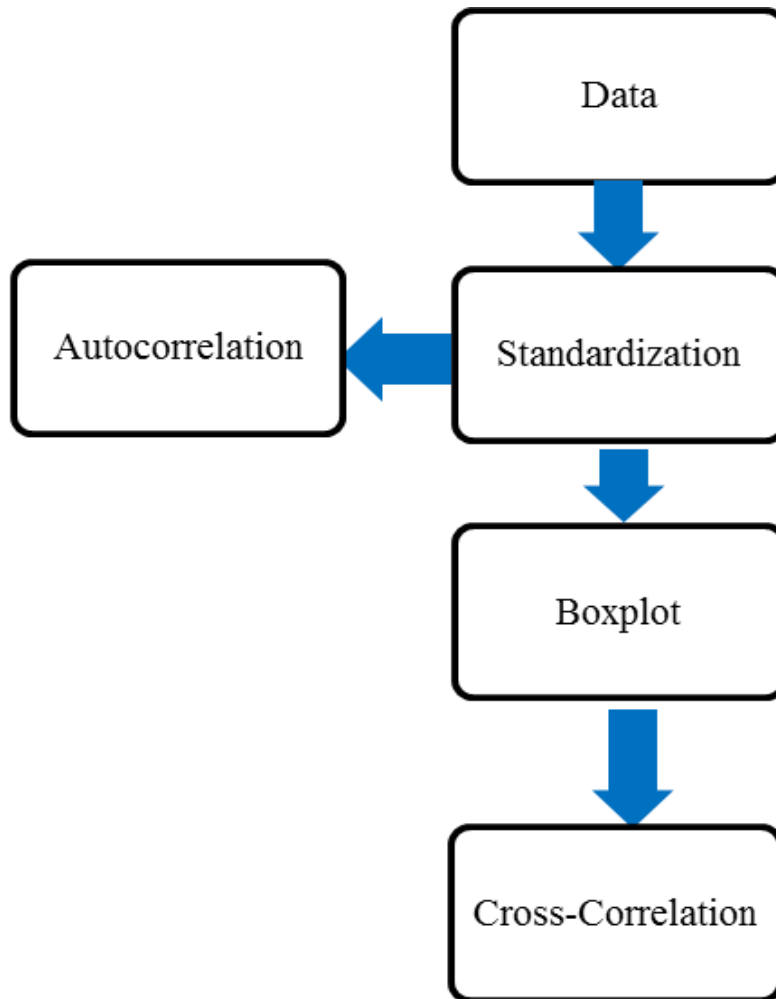 Data
Autocorrelation
Standardization
Boxplot
Cross-Correlation